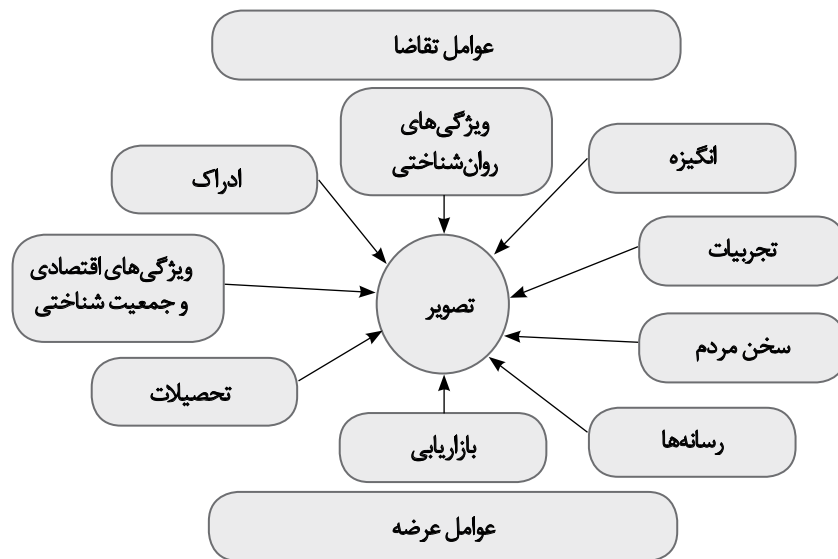 عوامل تقاضا
ویژگی‌های
روان‌شناختی
انگیزه
ادراک
تجربیات
ویژگی‌های اقتصادی
و جمعیت شناختی
تصویر
سخن مردم
تحصیلات
رسانه‌ها
بازاریابی
عوامل عرضه